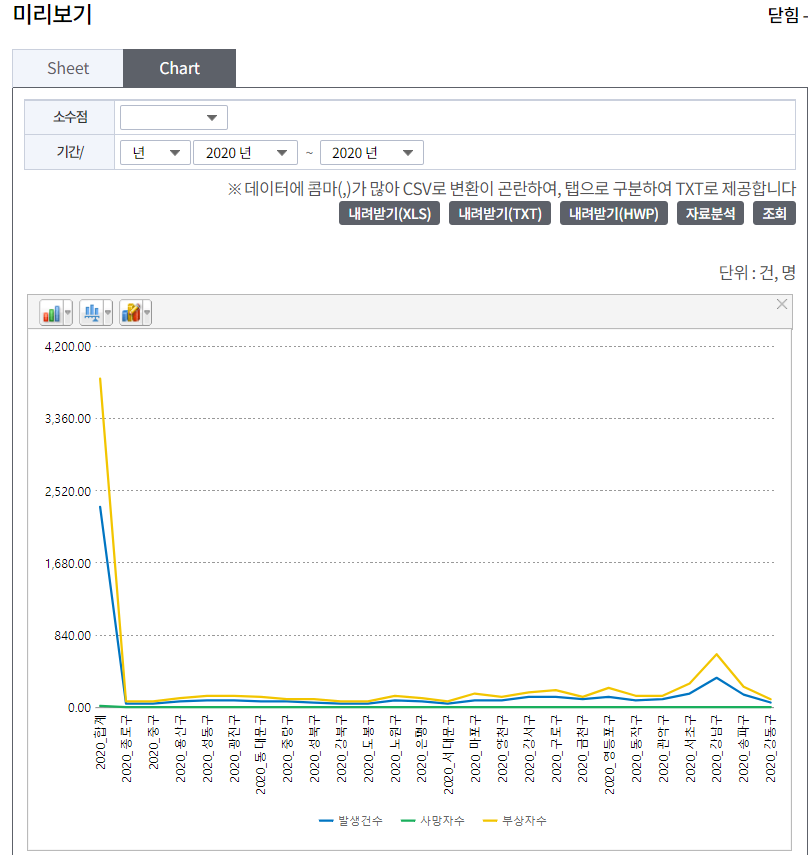 미리보기
닫힘 -
Sheet
Chart
소수점
기간/
년
2020 년
~
2020 년
※ 데이터에 콤마(,)가 많아 CSV로 변환이 곤란하여, 탭으로 구분하여 TXT로 제공합니다
내려받기(XLS)
내려받기(TXT)
내려받기(HWP)
자료분석
조회
단위 : 건, 명
4,200.00
3,360.00
2,520.00
1,680.00
840.00
0.00
2020_합계
2020_종로구
2020_중구
2020_용산구
2020_성동구
2020_광진구
2020_동대문구
2020_중랑구
2020_성북구
2020_강북구
2020_도봉구
2020_노원구
2020_은평구
2020_서대문구
2020_마포구
2020_양천구
2020_강서구
2020_구로구
2020_금천구
2020_영등포구
2020_동작구
2020_관악구
2020_서초구
2020_강남구
2020_송파구
2020_강동구
발생건수
사망자수
부상자수